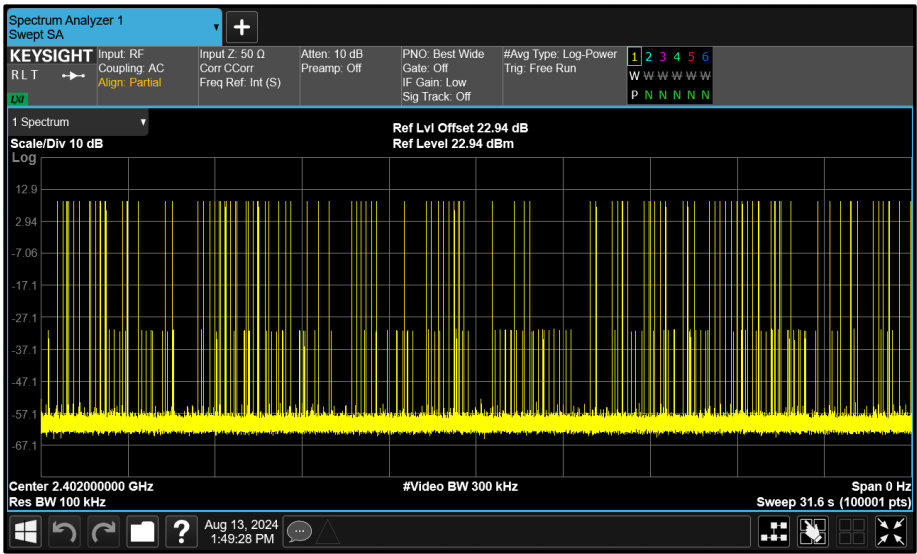 Spectrum Analyzer 1
Swept SA
+
KEYSIGHT
RLT
LXI
Input: RF
Coupling: AC
Align: Partial
Input Z: 50 Ω
Corr CCorr
Freq Ref: Int (S)
Atten: 10 dB
Preamp: Off
PNO: Best Wide
Gate: Off
IF Gain: Low
Sig Track: Off
#Avg Type: Log-Power
Trig: Free Run
1 2 3 4 5 6
W W W W W W
P N N N N N
1 Spectrum
Scale/Div 10 dB
Ref Lvl Offset 22.94 dB
Ref Level 22.94 dBm
Log
12.9
2.94
-7.06
-17.1
-27.1
-37.1
-47.1
-57.1
-67.1
Center 2.402000000 GHz
Res BW 100 kHz
#Video BW 300 kHz
Span 0 Hz
Sweep 31.6 s (100001 pts)
?
Aug 13, 2024
1:49:28 PM